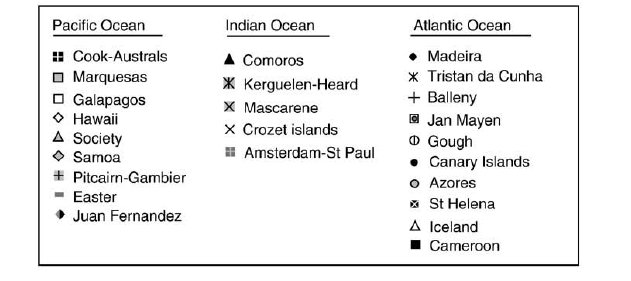 Pacific Ocean
Cook-Australs
Marquesas
Galapagos
Hawaii
Society
Samoa
Pitcairn-Gambier
Easter
Juan Fernandez
Indian Ocean
Comoros
Kerguelen-Heard
Mascarene
Crozet islands
Amsterdam-St Paul
Atlantic Ocean
Madeira
Tristan da Cunha
Balleny
Jan Mayen
Gough
Canary Islands
Azores
St Helena
Iceland
Cameroon